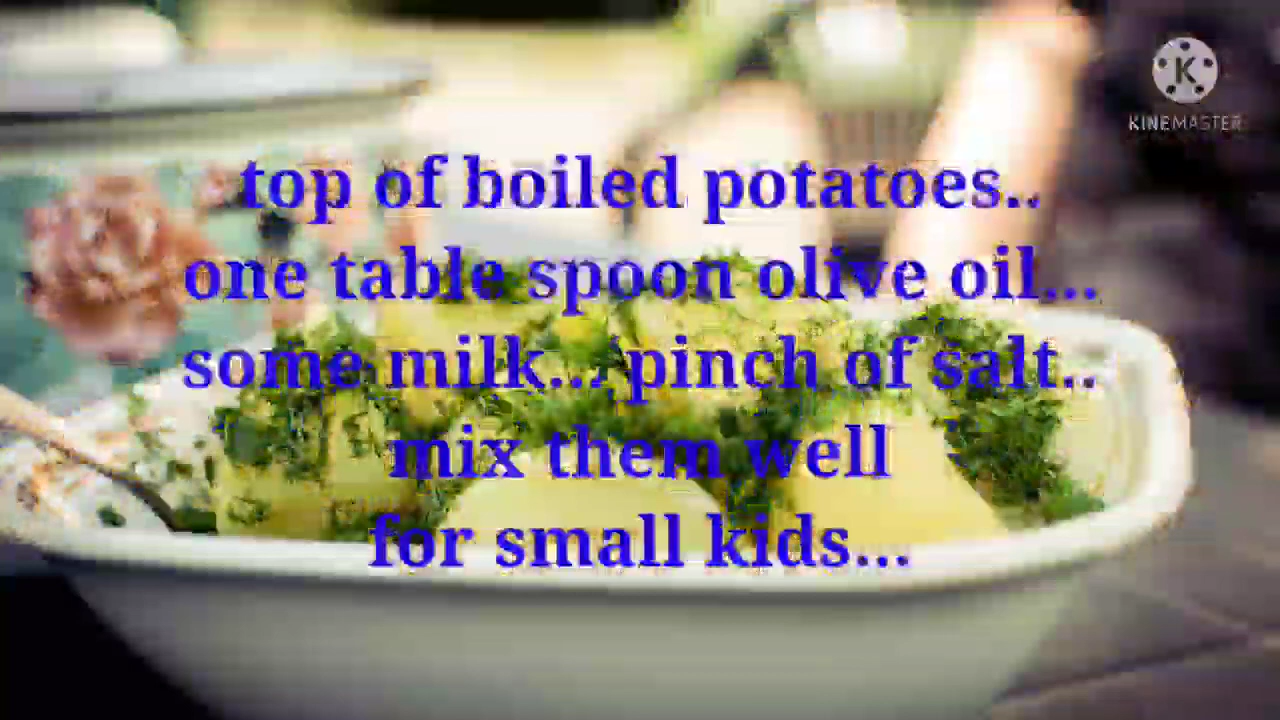 KINEMASTER
top of boiled potatoes..
one table spoon olive oil...
some milk... pinch of salt..
mix them well
for small kids...